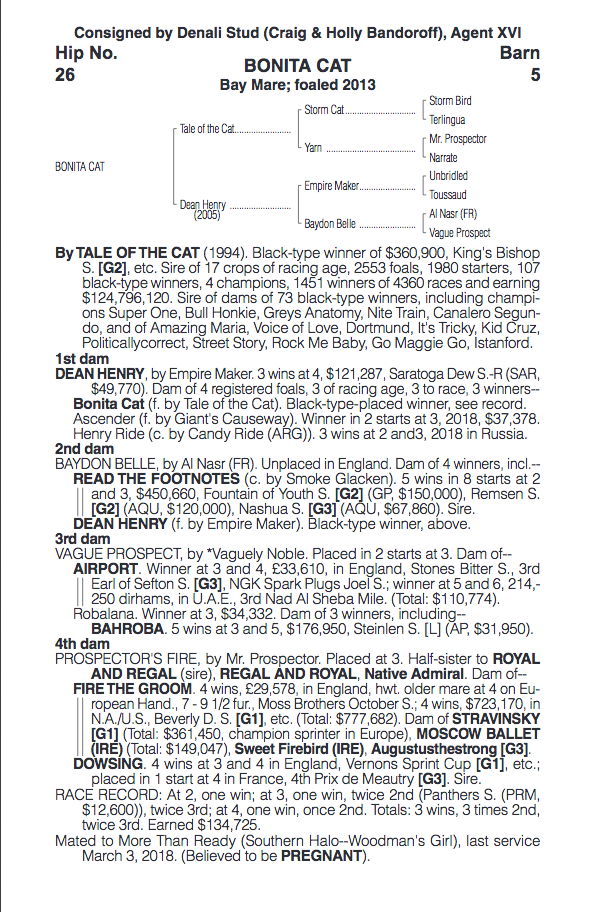 Consigned by Denali Stud (Craig & Holly Bandoroff), Agent XVI
Hip No.
Barn
26
BONITA CAT
5
Bay Mare; foaled 2013
Storm Bird
Storm Cat
Terlingua
Tale of the Cat
Mr. Prospector
Yarn
Narrate
BONITA CAT
Unbridled
Empire Maker
Toussaud
Dean Henry
(2005)
Al Nasr (FR)
Baydon Belle
Vague Prospect
By TALE OF THE CAT (1994). Black-type winner of $360,900, King's Bishop
S. [G2], etc. Sire of 17 crops of racing age, 2553 foals, 1980 starters, 107
black-type winners, 4 champions, 1451 winners of 4360 races and earning
$124,796,120. Sire of dams of 73 black-type winners, including champi-
ons Super One, Bull Honkie, Greys Anatomy, Nite Train, Canalero Segun-
do, and of Amazing Maria, Voice of Love, Dortmund, It's Tricky, Kid Cruz,
Politicallycorrect, Street Story, Rock Me Baby, Go Maggie Go, Istanford.
1st dam
DEAN HENRY, by Empire Maker. 3 wins at 4, $121,287, Saratoga Dew S.-R (SAR,
$49,770). Dam of 4 registered foals, 3 of racing age, 3 to race, 3 winners--
Bonita Cat (f. by Tale of the Cat). Black-type-placed winner, see record.
Ascender (f. by Giant's Causeway). Winner in 2 starts at 3, 2018, $37,378.
Henry Ride (c. by Candy Ride (ARG)). 3 wins at 2 and3, 2018 in Russia.
2nd dam
BAYDON BELLE, by Al Nasr (FR). Unplaced in England. Dam of 4 winners, incl.--
READ THE FOOTNOTES (c. by Smoke Glacken). 5 wins in 8 starts at 2
and 3, $450,660, Fountain of Youth S. [G2] (GP, $150,000), Remsen S.
[G2] (AQU, $120,000), Nashua S. [G3] (AQU, $67,860). Sire.
DEAN HENRY (f. by Empire Maker). Black-type winner, above.
3rd dam
VAGUE PROSPECT, by *Vaguely Noble. Placed in 2 starts at 3. Dam of--
AIRPORT. Winner at 3 and 4, £33,610, in England, Stones Bitter S., 3rd
Earl of Sefton S. [G3], NGK Spark Plugs Joel S.; winner at 5 and 6, 214,-
250 dirhams, in U.A.E., 3rd Nad Al Sheba Mile. (Total: $110,774).
Robalana. Winner at 3, $34,332. Dam of 3 winners, including--
BAHROBA. 5 wins at 3 and 5, $176,950, Steinlen S. [L] (AP, $31,950).
4th dam
PROSPECTOR'S FIRE, by Mr. Prospector. Placed at 3. Half-sister to ROYAL
AND REGAL (sire), REGAL AND ROYAL, Native Admiral. Dam of--
FIRE THE GROOM. 4 wins, £29,578, in England, hwt. older mare at 4 on Eu-
ropean Hand., 7 - 9 1/2 fur., Moss Brothers October S.; 4 wins, $723,170, in
N.A./U.S., Beverly D. S. [G1], etc. (Total: $777,682). Dam of STRAVINSKY
[G1] (Total: $361,450, champion sprinter in Europe), MOSCOW BALLET
(IRE) (Total: $149,047), Sweet Firebird (IRE), Augustusthestrong [G3].
DOWSING. 4 wins at 3 and 4 in England, Vernons Sprint Cup [G1], etc.;
placed in 1 start at 4 in France, 4th Prix de Meautry [G3]. Sire.
RACE RECORD: At 2, one win; at 3, one win, twice 2nd (Panthers S. (PRM,
$12,600)), twice 3rd; at 4, one win, once 2nd. Totals: 3 wins, 3 times 2nd,
twice 3rd. Earned $134,725.
Mated to More Than Ready (Southern Halo--Woodman's Girl), last service
March 3, 2018. (Believed to be PREGNANT).